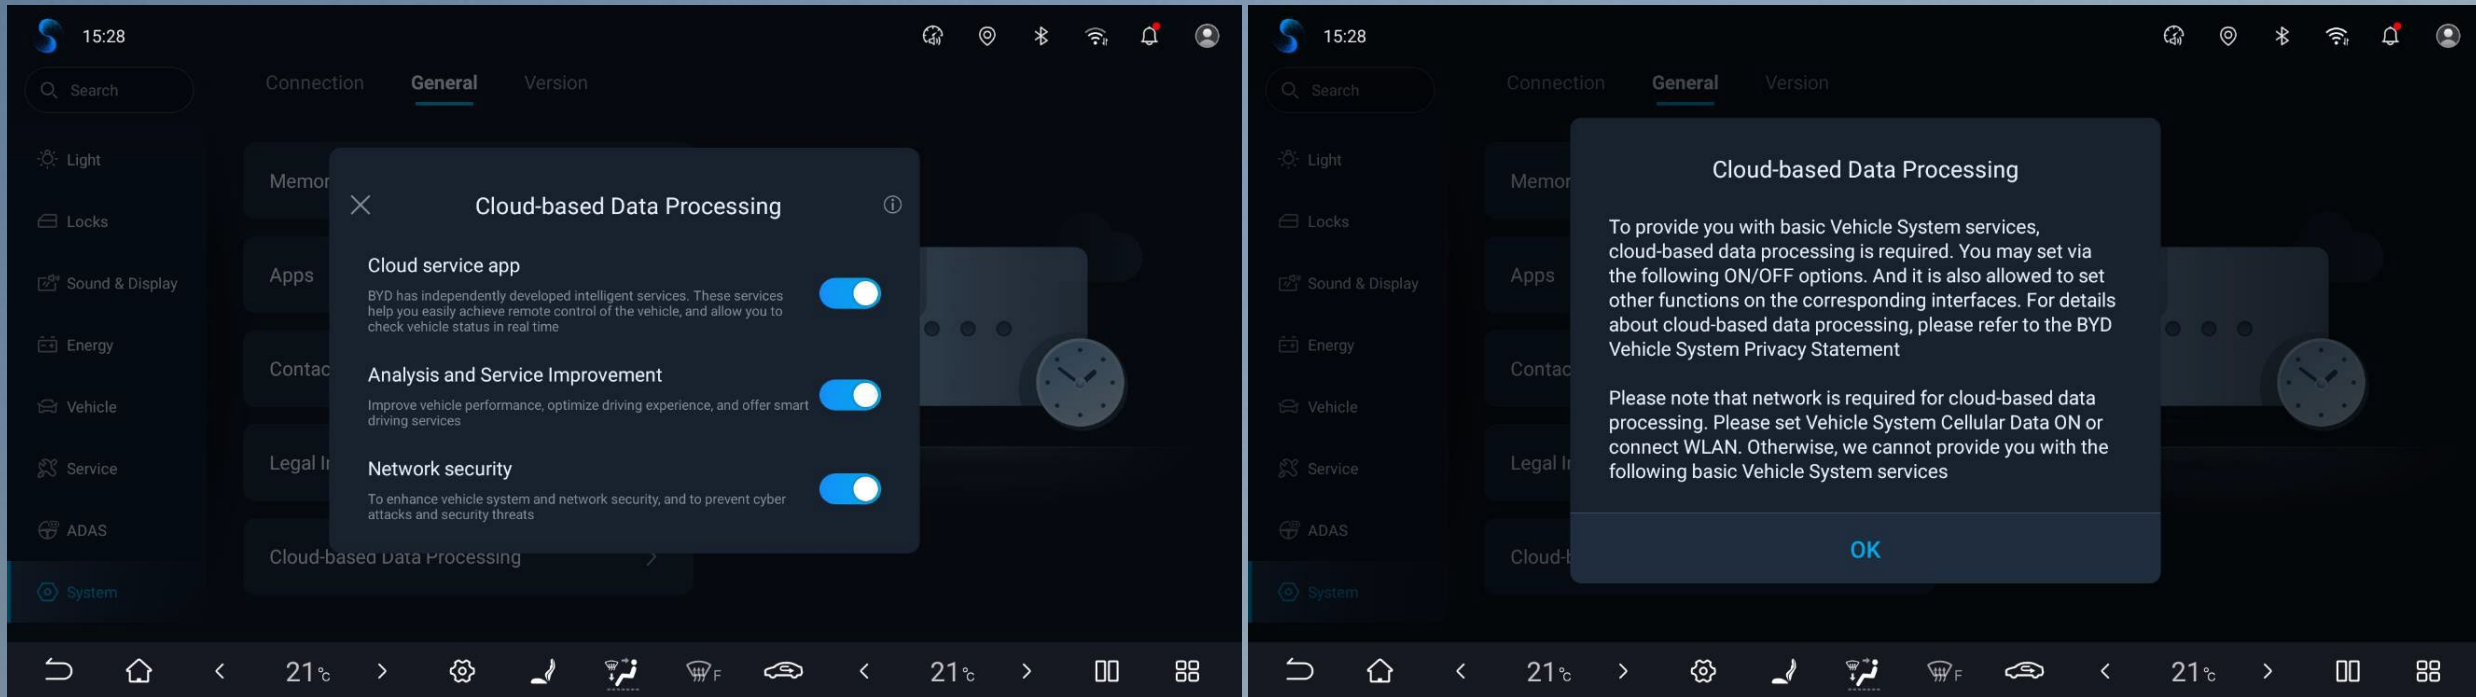 15:28
Search
Connection
General
Version
Light
Locks
Sound & Display
Energy
Vehicle
Service
ADAS
System
Memor
Apps
Contac
Legal I
Cloud-based Data Processing
Cloud-based Data Processing
Cloud service app
BYD has independently developed intelligent services. These services
help you easily achieve remote control of the vehicle, and allow you to
check vehicle status in real time
Analysis and Service Improvement
Improve vehicle performance, optimize driving experience, and offer smart
driving services
Network security
To enhance vehicle system and network security, and to prevent cyber
attacks and security threats
21°C
F
21°C
15:28
Search
Connection
General
Version
Light
Locks
Sound & Display
Energy
Vehicle
Service
ADAS
System
Memor
Apps
Contac
Legal I
Cloud-b
Cloud-based Data Processing
To provide you with basic Vehicle System services,
cloud-based data processing is required. You may set via
the following ON/OFF options. And it is also allowed to set
other functions on the corresponding interfaces. For details
about cloud-based data processing, please refer to the BYD
Vehicle System Privacy Statement
Please note that network is required for cloud-based data
processing. Please set Vehicle System Cellular Data ON or
connect WLAN. Otherwise, we cannot provide you with the
following basic Vehicle System services
OK
21°C
F
21°C